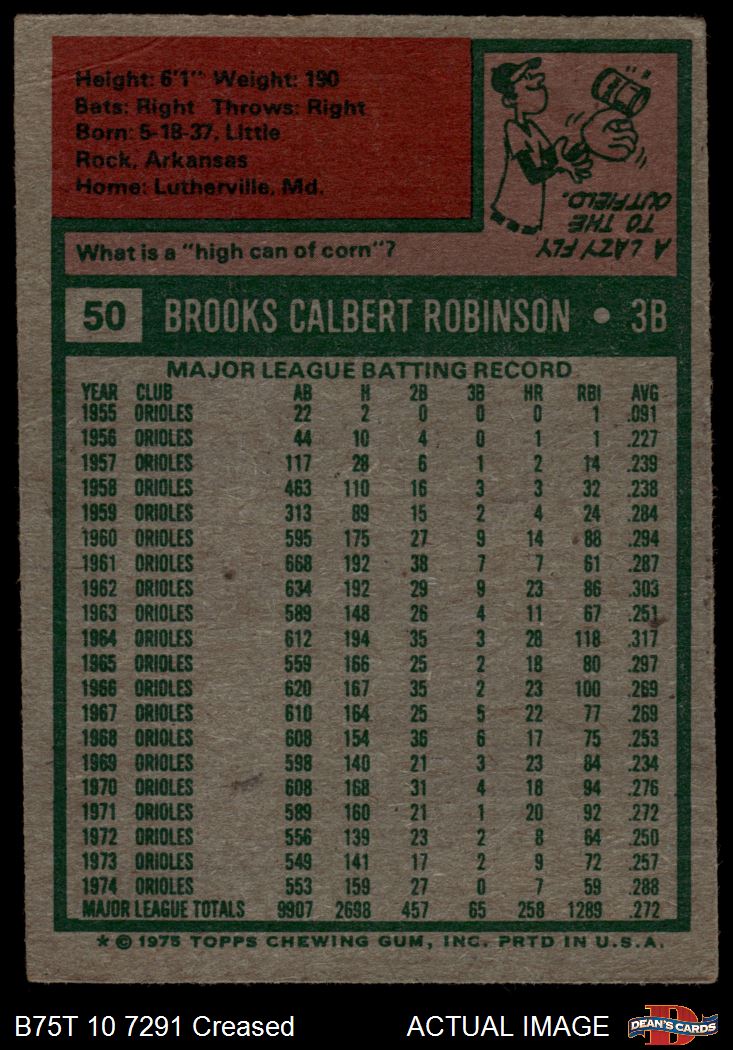 Height: 6'1" Weight: 190
Bats: Right Throws: Right
Born: 5-18-37, Little
Rock, Arkansas
Home: Lutherville, Md.
What is a "high can of corn"?
A LAZY FLY
TO THE
OUTFIELD.
50 BROOKS CALBERT ROBINSON • 3B
MAJOR LEAGUE BATTING RECORD
YEAR CLUB AB H 2B 3B HR RBI AVG
1955 ORIOLES 22 2 0 0 0 1 .091
1956 ORIOLES 44 10 4 0 1 1 .227
1957 ORIOLES 117 28 6 1 2 14 .239
1958 ORIOLES 463 110 16 3 3 32 .238
1959 ORIOLES 313 89 15 2 4 24 .284
1960 ORIOLES 595 175 27 9 14 88 .294
1961 ORIOLES 668 192 38 7 7 61 .287
1962 ORIOLES 634 192 29 9 23 86 .303
1963 ORIOLES 589 148 26 4 11 67 .251
1964 ORIOLES 612 194 35 3 28 118 .317
1965 ORIOLES 559 166 25 2 18 80 .297
1966 ORIOLES 620 167 35 2 23 100 .269
1967 ORIOLES 610 164 25 5 22 77 .269
1968 ORIOLES 608 154 36 6 17 75 .253
1969 ORIOLES 598 140 21 3 23 84 .234
1970 ORIOLES 608 168 31 4 18 94 .276
1971 ORIOLES 589 160 21 1 20 92 .272
1972 ORIOLES 556 139 23 2 8 64 .250
1973 ORIOLES 549 141 17 2 9 72 .257
1974 ORIOLES 553 159 27 0 7 59 .288
MAJOR LEAGUE TOTALS 9907 2698 457 65 258 1289 .272
* © 1975 TOPPS CHEWING GUM, INC. PRTD IN U.S.A.
B75T 10 7291 Creased ACTUAL IMAGE
D
DEAN'S CARDS